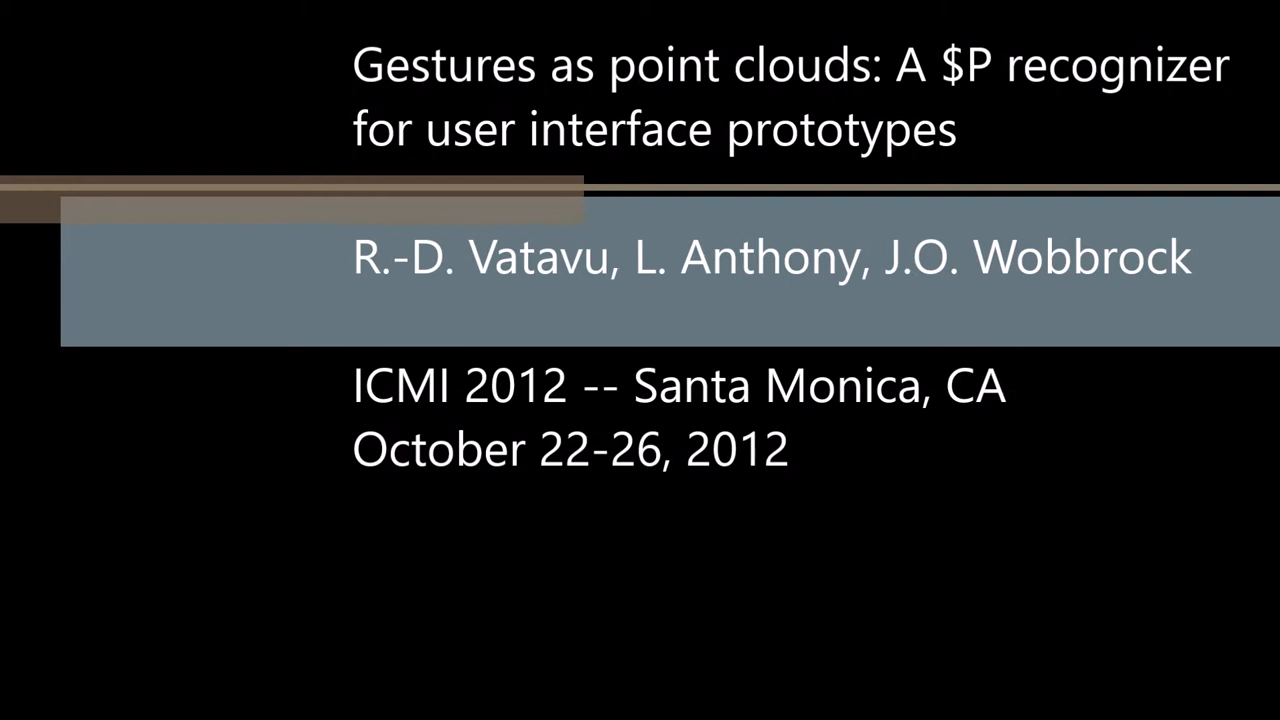 Gestures as point clouds: A $P recognizer
for user interface prototypes
R.-D. Vatavu, L. Anthony, J.O. Wobbrock
ICMI 2012 -- Santa Monica, CA
October 22-26, 2012